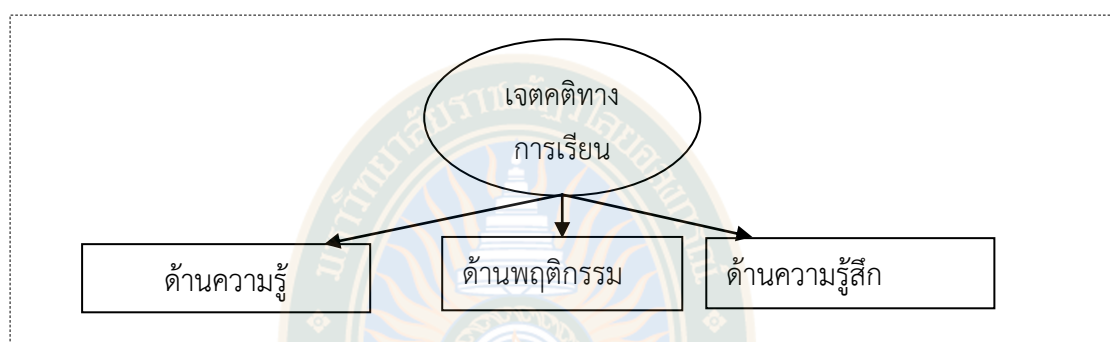 เจตคติทาง
การเรียน
ด้านความรู้
ด้านพฤติกรรม
ด้านความรู้สึก